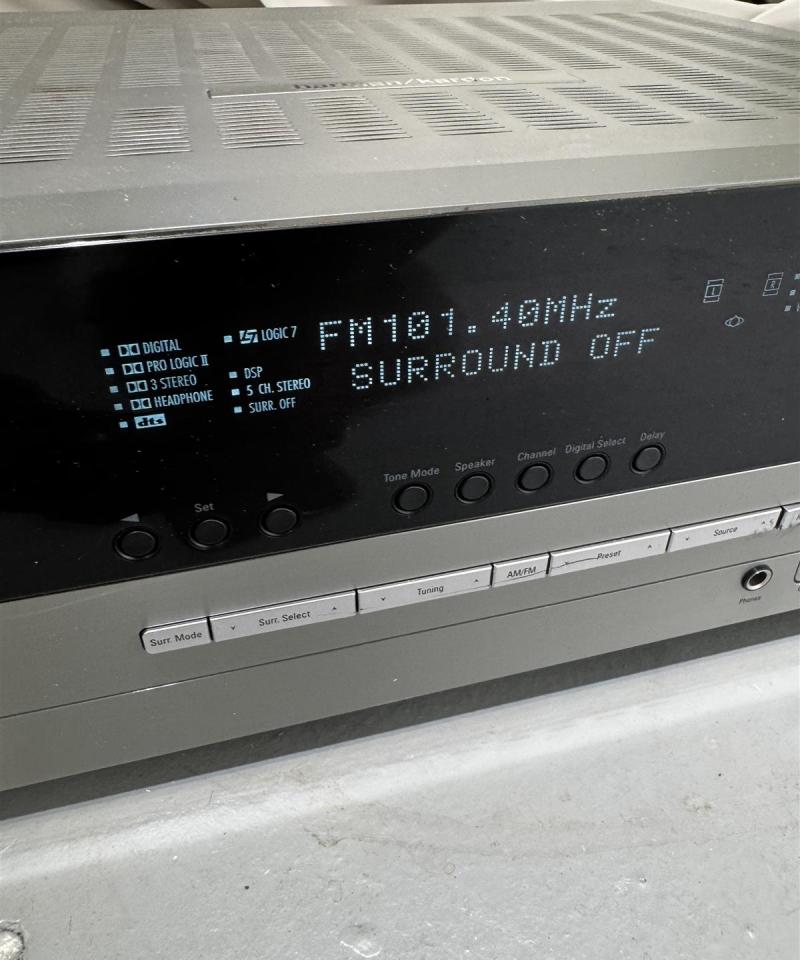 harman/kardon
FM101.40MHz
SURROUND OFF
DIGITAL
PRO LOGIC II
3 STEREO
HEADPHONE
dts
LOGIC 7
DSP
5 CH. STEREO
SURR. OFF
L
R
Tone Mode
Speaker
Channel
Digital Select
Delay
Set
Surr. Mode
Surr. Select
Tuning
AM/FM
Preset
Source
Phones